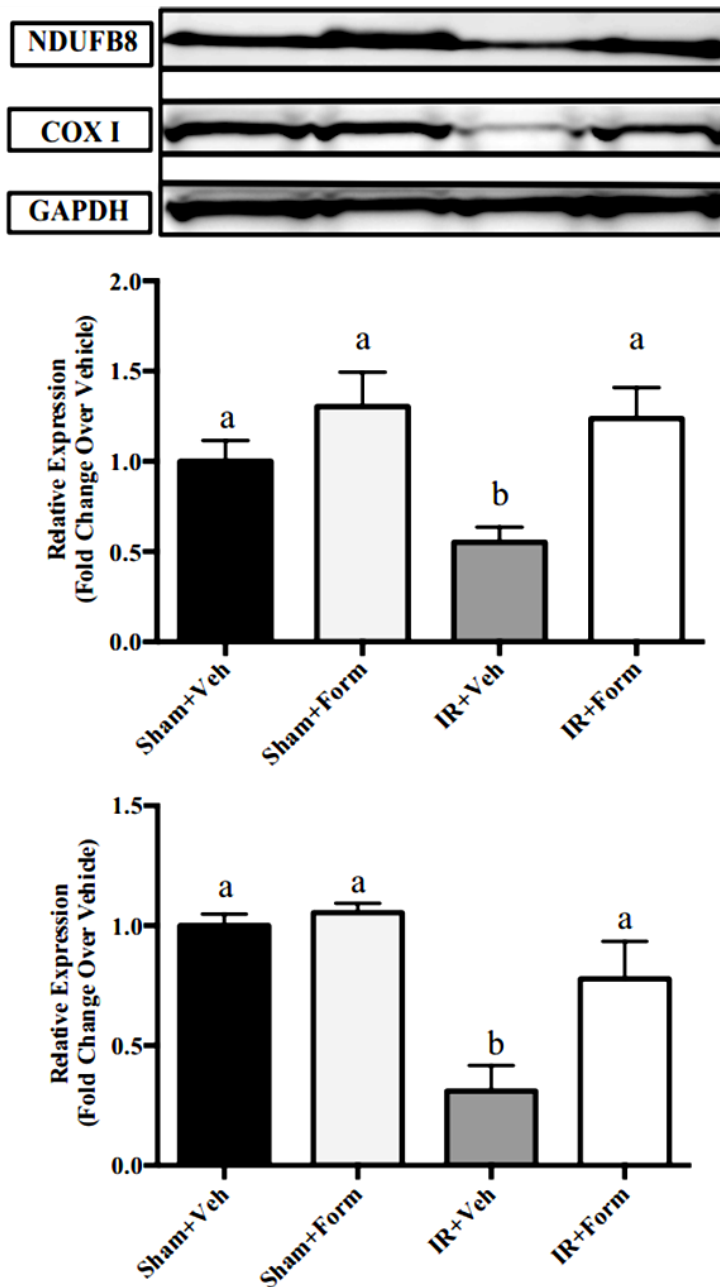 NDUFB8
COX I
GAPDH
Relative Expression
(Fold Change Over Vehicle)
2.0
1.5
1.0
0.5
0.0
a
a
b
a
Sham+Veh
Sham+Form
IR+Veh
IR+Form
Relative Expression
(Fold Change Over Vehicle)
1.5
1.0
0.5
0.0
a
a
b
a
Sham+Veh
Sham+Form
IR+Veh
IR+Form